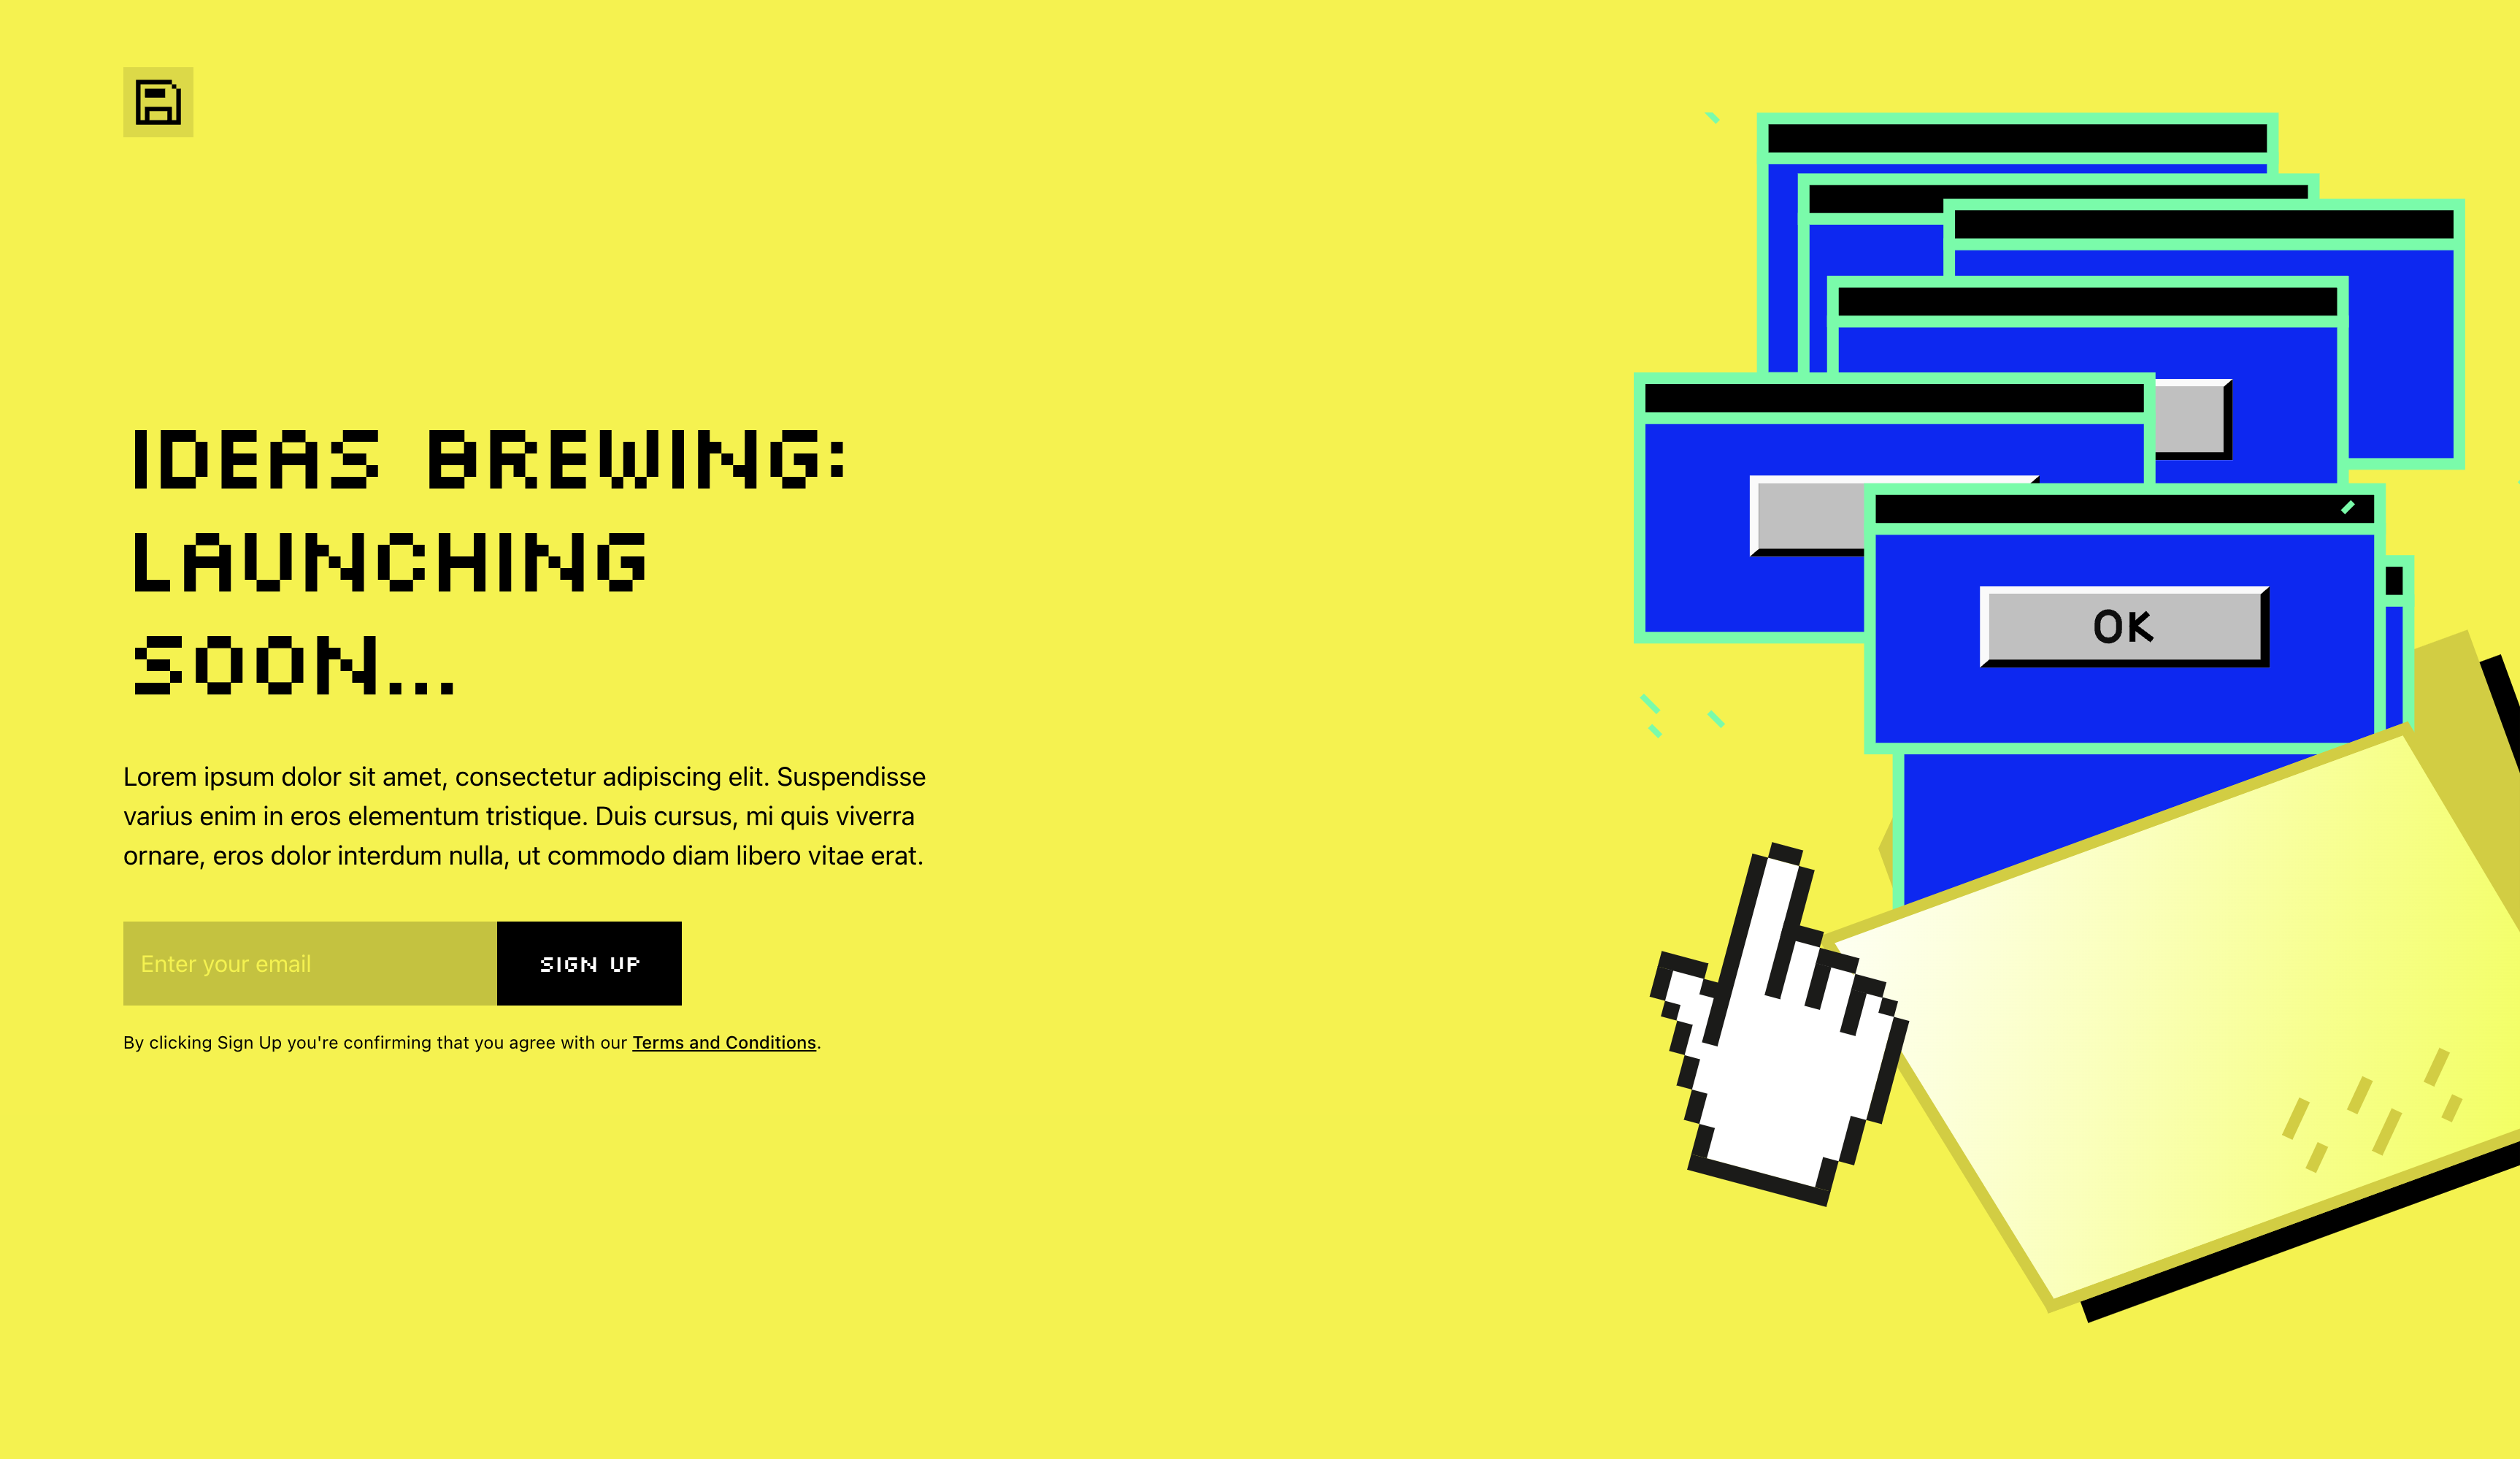 IDEAS BREWING:
LAUNCHING
SOON...
Lorem ipsum dolor sit amet, consectetur adipiscing elit. Suspendisse
varius enim in eros elementum tristique. Duis cursus, mi quis viverra
ornare, eros dolor interdum nulla, ut commodo diam libero vitae erat.
Enter your email
SIGN UP
By clicking Sign Up you're confirming that you agree with our Terms and Conditions.
OK